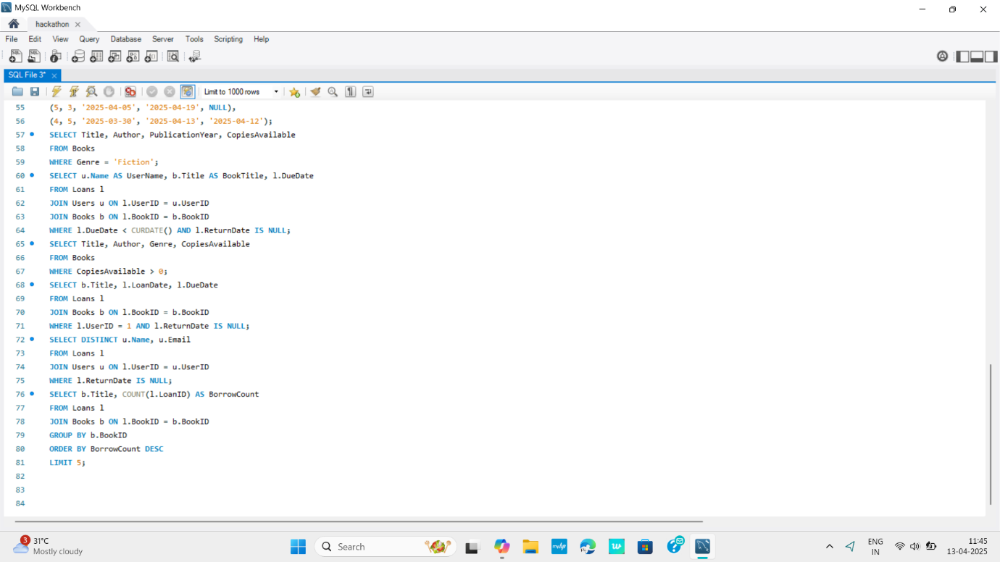 MySQL Workbench
hackathon
File Edit View Query Database Server Tools Scripting Help
SQL File 3*
Limit to 1000 rows
55 (5, 3, '2025-04-05', '2025-04-19', NULL),
56 (4, 5, '2025-03-30', '2025-04-13', '2025-04-12');
57 SELECT Title, Author, PublicationYear, CopiesAvailable
58 FROM Books
59 WHERE Genre = 'Fiction';
60 SELECT u.Name AS UserName, b.Title AS BookTitle, l.DueDate
61 FROM Loans l
62 JOIN Users u ON l.UserID = u.UserID
63 JOIN Books b ON l.BookID = b.BookID
64 WHERE l.DueDate < CURDATE() AND l.ReturnDate IS NULL;
65 SELECT Title, Author, Genre, CopiesAvailable
66 FROM Books
67 WHERE CopiesAvailable > 0;
68 SELECT b.Title, l.LoanDate, l.DueDate
69 FROM Loans l
70 JOIN Books b ON l.BookID = b.BookID
71 WHERE l.UserID = 1 AND l.ReturnDate IS NULL;
72 SELECT DISTINCT u.Name, u.Email
73 FROM Loans l
74 JOIN Users u ON l.UserID = u.UserID
75 WHERE l.ReturnDate IS NULL;
76 SELECT b.Title, COUNT(l.LoanID) AS BorrowCount
77 FROM Loans l
78 JOIN Books b ON l.BookID = b.BookID
79 GROUP BY b.BookID
80 ORDER BY BorrowCount DESC
81 LIMIT 5;
82
83
84
3
31°C
Mostly cloudy
Search
myhp
w
ENG
IN
11:45
13-04-2025